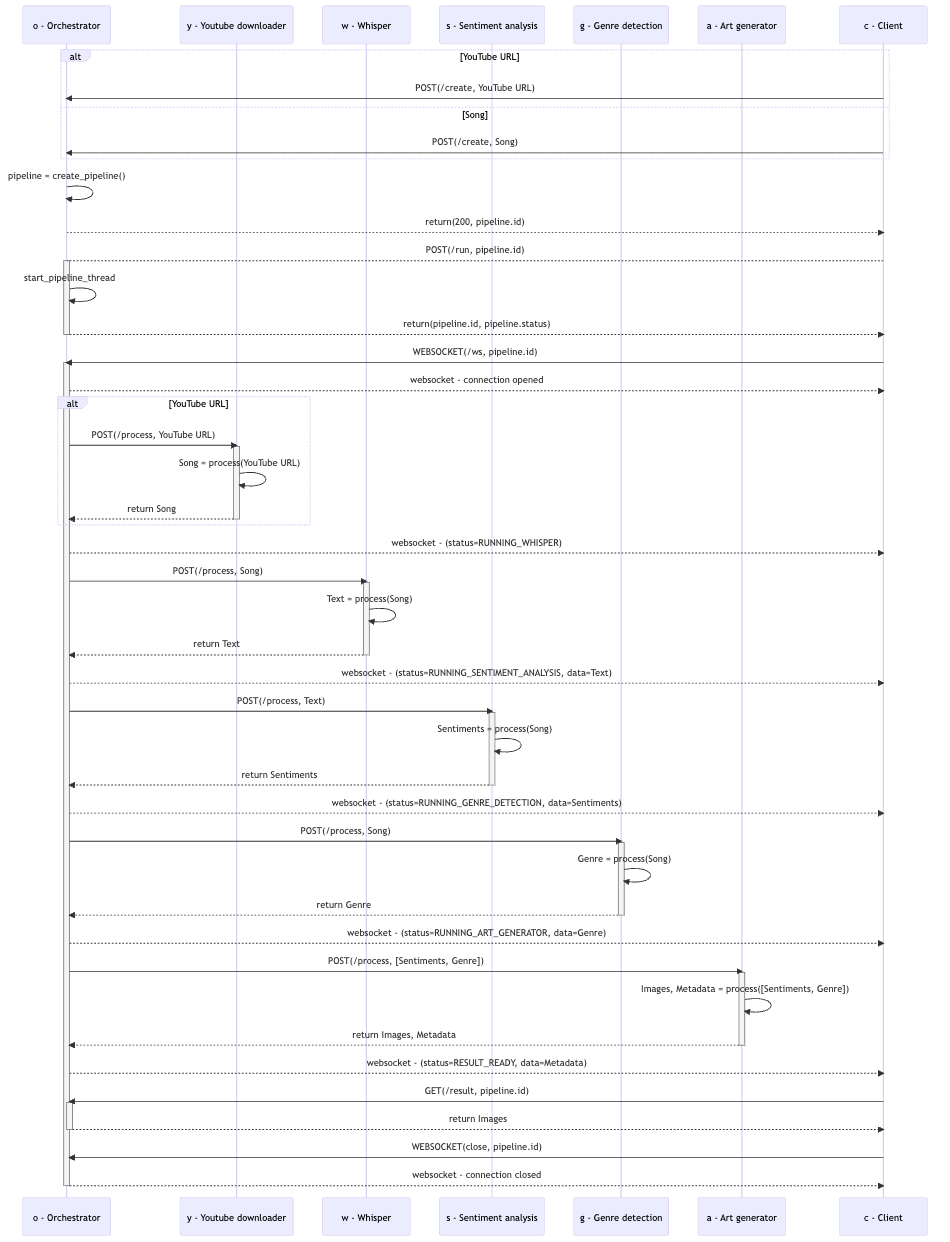 o - Orchestrator
y - Youtube downloader
w - Whisper
s - Sentiment analysis
g - Genre detection
a - Art generator
c - Client
alt
[YouTube URL]
POST(/create, YouTube URL)
[Song]
POST(/create, Song)
pipeline = create_pipeline()
return(200, pipeline.id)
POST(/run, pipeline.id)
start_pipeline_thread
return(pipeline.id, pipeline.status)
WEBSOCKET(/ws, pipeline.id)
websocket - connection opened
alt
[YouTube URL]
POST(/process, YouTube URL)
Song = process(YouTube URL)
return Song
websocket - (status=RUNNING_WHISPER)
POST(/process, Song)
Text = process(Song)
return Text
websocket - (status=RUNNING_SENTIMENT_ANALYSIS, data=Text)
POST(/process, Text)
Sentiments = process(Song)
return Sentiments
websocket - (status=RUNNING_GENRE_DETECTION, data=Sentiments)
POST(/process, Song)
Genre = process(Song)
return Genre
websocket - (status=RUNNING_ART_GENERATOR, data=Genre)
POST(/process, [Sentiments, Genre])
Images, Metadata = process([Sentiments, Genre])
return Images, Metadata
websocket - (status=RESULT_READY, data=Metadata)
GET(/result, pipeline.id)
return Images
WEBSOCKET(close, pipeline.id)
websocket - connection closed
o - Orchestrator
y - Youtube downloader
w - Whisper
s - Sentiment analysis
g - Genre detection
a - Art generator
c - Client